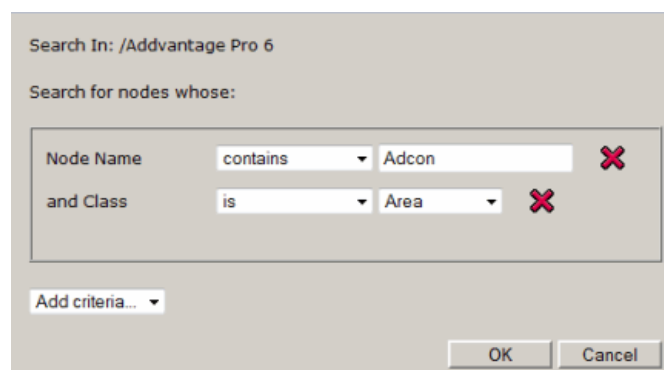 Search In: /Addvantage Pro 6
Search for nodes whose:
Node Name contains Adcon
and Class is Area
Add criteria...
OK Cancel